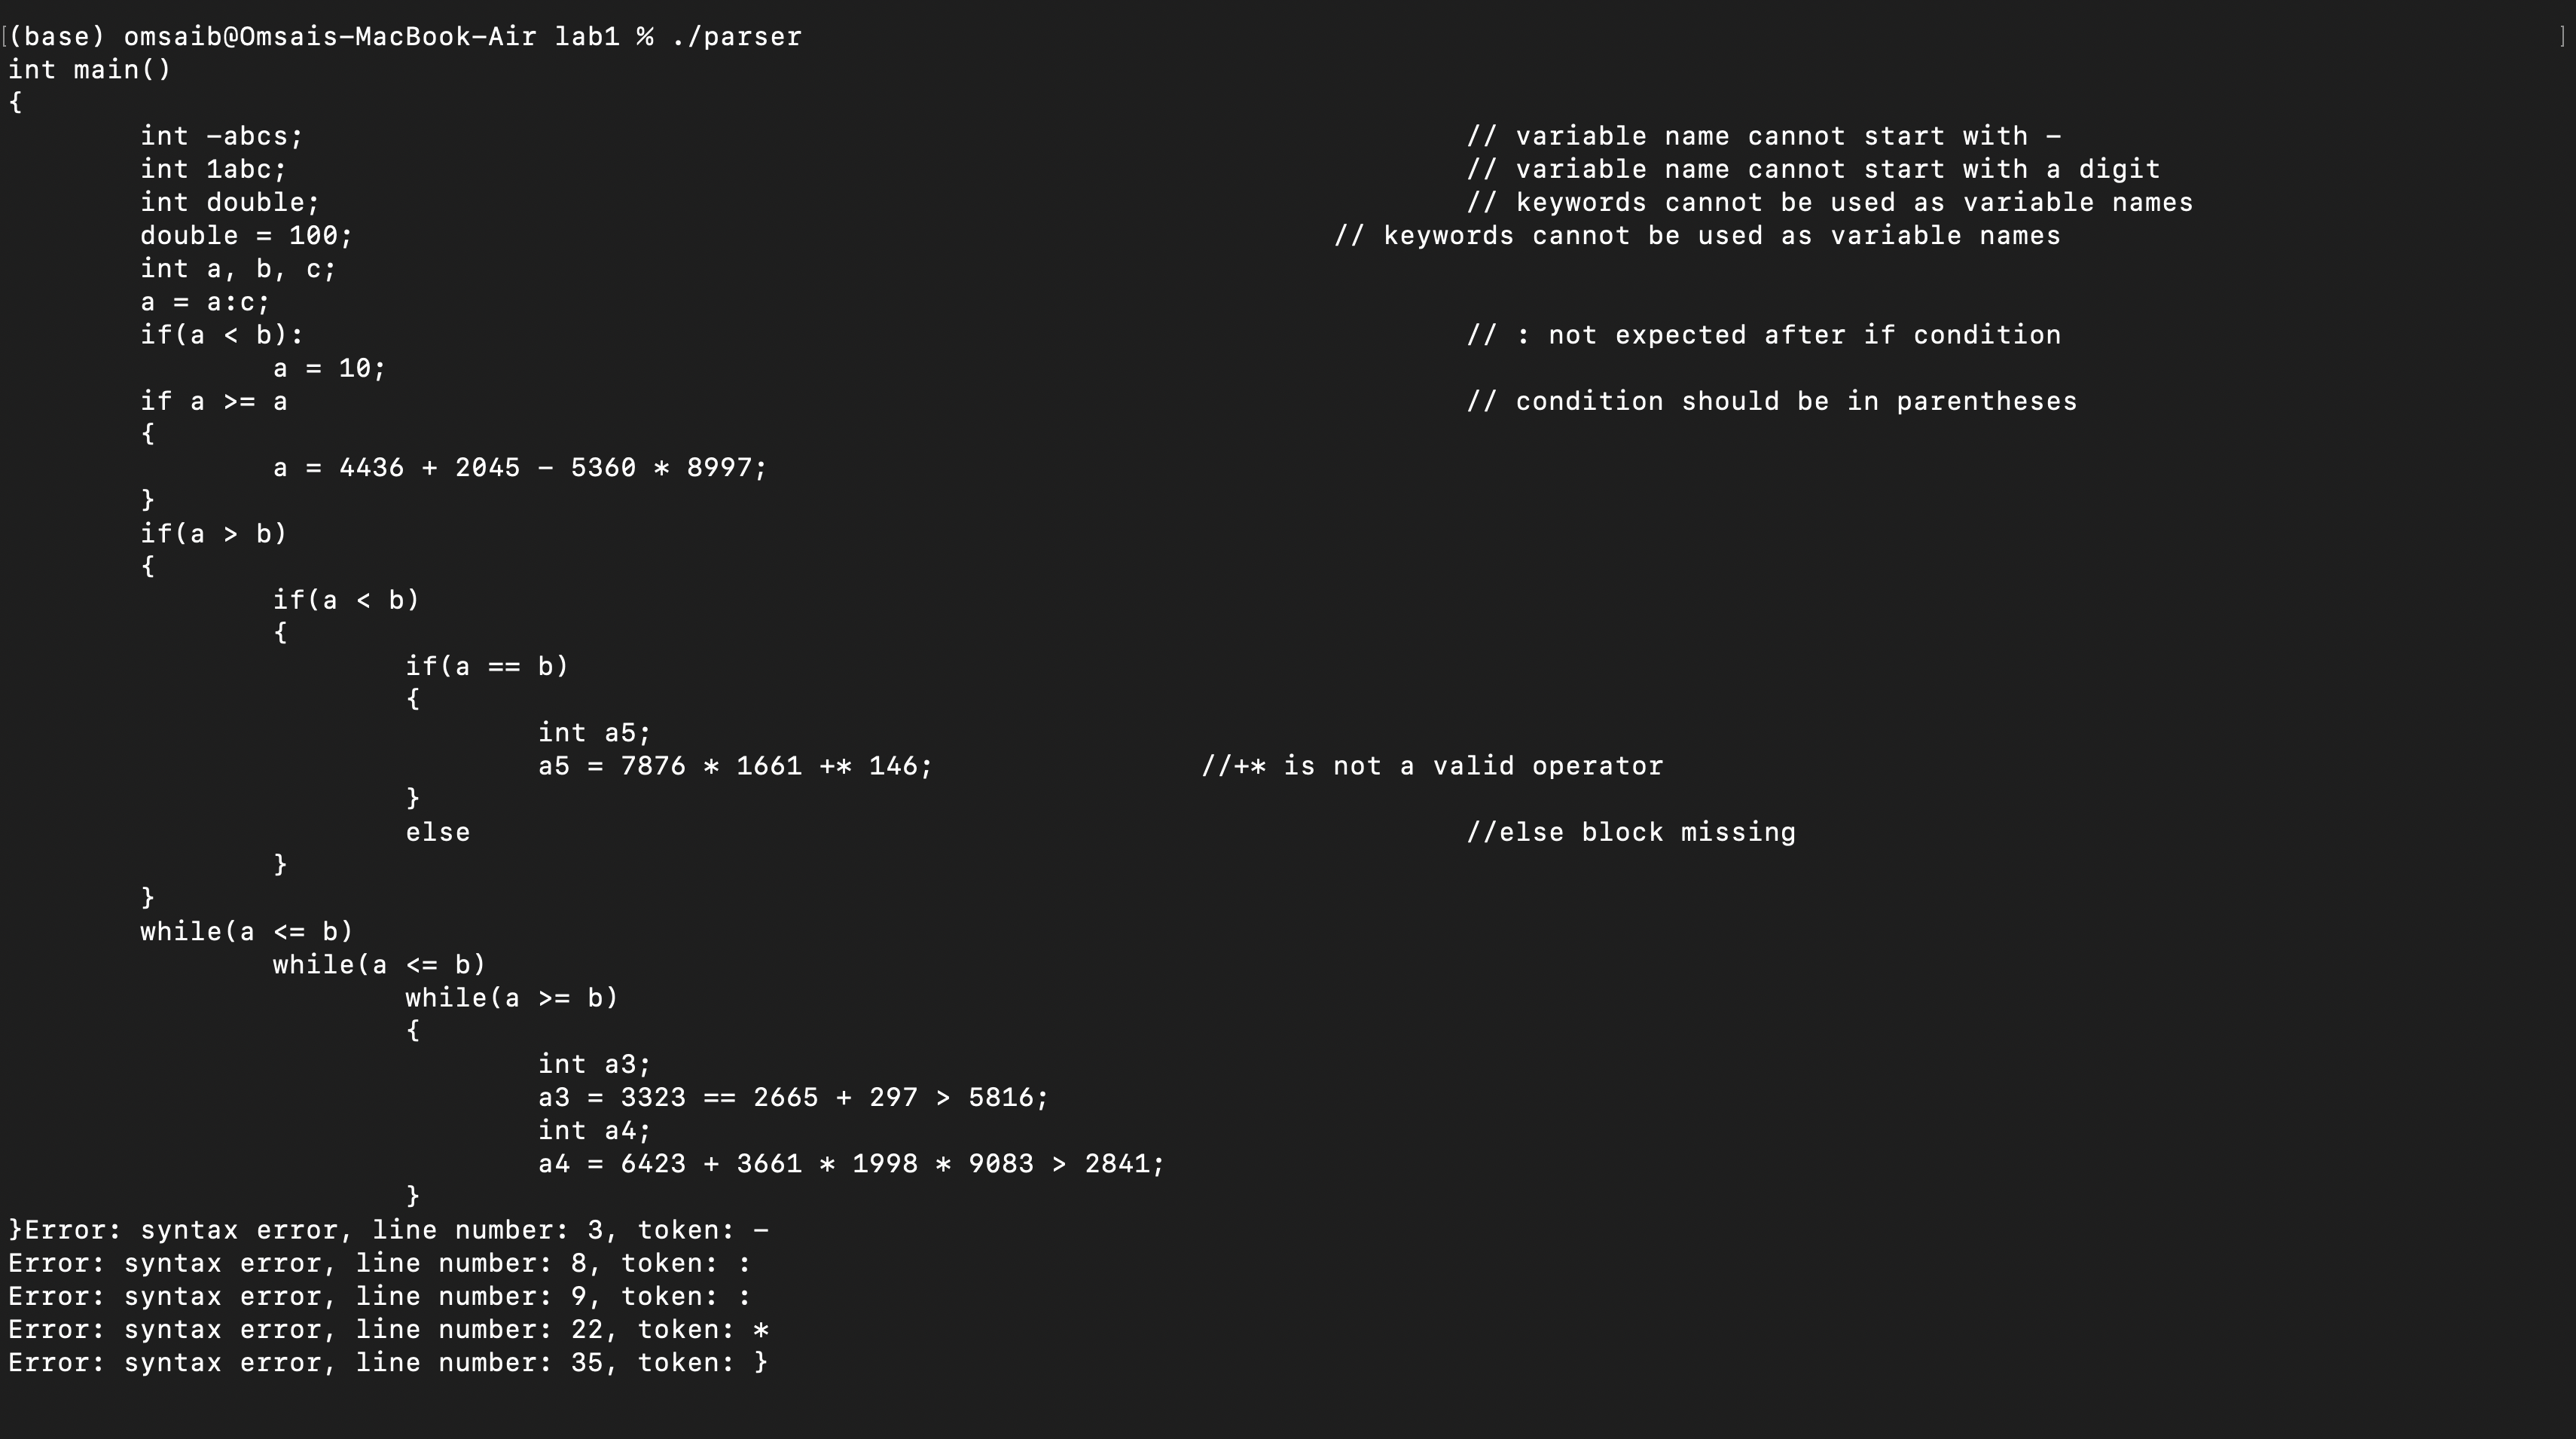 (base) omsaib@Omsais-MacBook-Air lab1 % ./parser
int main()
{
int -abcs; // variable name cannot start with -
int 1abc; // variable name cannot start with a digit
int double; // keywords cannot be used as variable names
double = 100; // keywords cannot be used as variable names
int a, b, c;
a = a:c;
if(a < b): // : not expected after if condition
a = 10;
if a >= a // condition should be in parentheses
{
a = 4436 + 2045 - 5360 * 8997;
}
if(a > b)
{
if(a < b)
{
if(a == b)
{
int a5;
a5 = 7876 * 1661 +* 146; //+* is not a valid operator
}
else //else block missing
}
}
while(a <= b)
while(a <= b)
while(a >= b)
{
int a3;
a3 = 3323 == 2665 + 297 > 5816;
int a4;
a4 = 6423 + 3661 * 1998 * 9083 > 2841;
}
}Error: syntax error, line number: 3, token: -
Error: syntax error, line number: 8, token: :
Error: syntax error, line number: 9, token: :
Error: syntax error, line number: 22, token: *
Error: syntax error, line number: 35, token: }